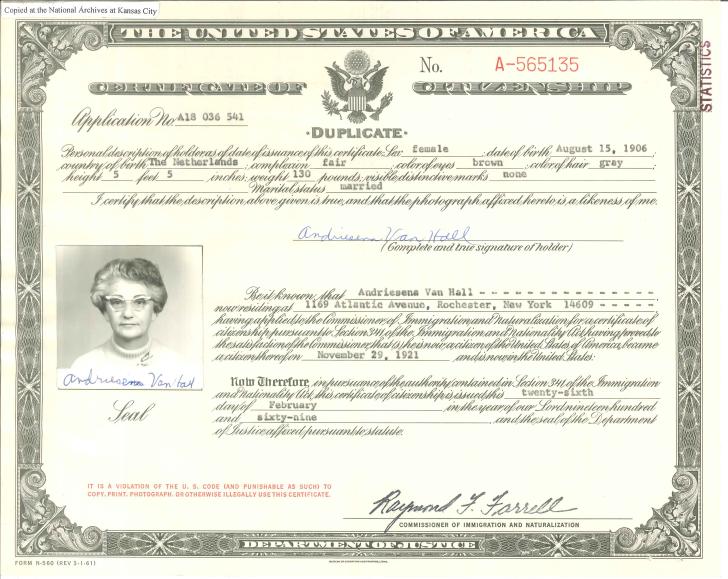 Copied at the National Archives at Kansas City
THE UNITED STATES OF AMERICA
No. A-565135
STATISTICS
CERTIFICATE OF CITIZENSHIP
Application No. A18 036 541
·DUPLICATE·
Personal description of holder as of date of issuance of this certificate: Sex female ; date of birth August 15, 1906 ;
country of birth The Netherlands ; complexion fair ; color of eyes brown ; color of hair gray ;
height 5 feet 5 inches; weight 130 pounds; visible distinctive marks none
Marital status married
I certify that the description above given is true, and that the photograph affixed hereto is a likeness of me.
Andriesena Van Hall
(Complete and true signature of holder)
Be it known, that Andriesena Van Hall - - - - - - - - - - - - - - - -
now residing at 1169 Atlantic Avenue, Rochester, New York 14609 - - - - -
having applied to the Commissioner of Immigration and Naturalization for a certificate of
citizenship pursuant to Section 341 of the Immigration and Nationality Act, having proved to
the satisfaction of the Commissioner, that she is now a citizen of the United States of America, became
a citizen thereof on November 29, 1921 and is now in the United States:
Now Therefore, in pursuance of the authority contained in Section 341 of the Immigration
and Nationality Act, this certificate of citizenship is issued this twenty-sixth
day of February in the year of our Lord nineteen hundred
and sixty-nine and the seal of the Department
of Justice affixed pursuant to statute.
Andriesena Van Hall
Seal
IT IS A VIOLATION OF THE U. S. CODE (AND PUNISHABLE AS SUCH) TO
COPY, PRINT, PHOTOGRAPH, OR OTHERWISE ILLEGALLY USE THIS CERTIFICATE.
Raymond F. Farrell
COMMISSIONER OF IMMIGRATION AND NATURALIZATION
DEPARTMENT OF JUSTICE
FORM N-560 (REV 3-1-61)